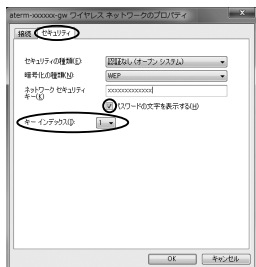 aterm-xxxxxx-gw ワイヤレス ネットワークのプロパティ
接続 セキュリティ
セキュリティの種類(E): 認証なし (オープン システム)
暗号化の種類(N): WEP
ネットワーク セキュリティ キー(K) xxxxxxxxxxxxx
パスワードの文字を表示する(H)
キー インデックス(I): 1
OK キャンセル